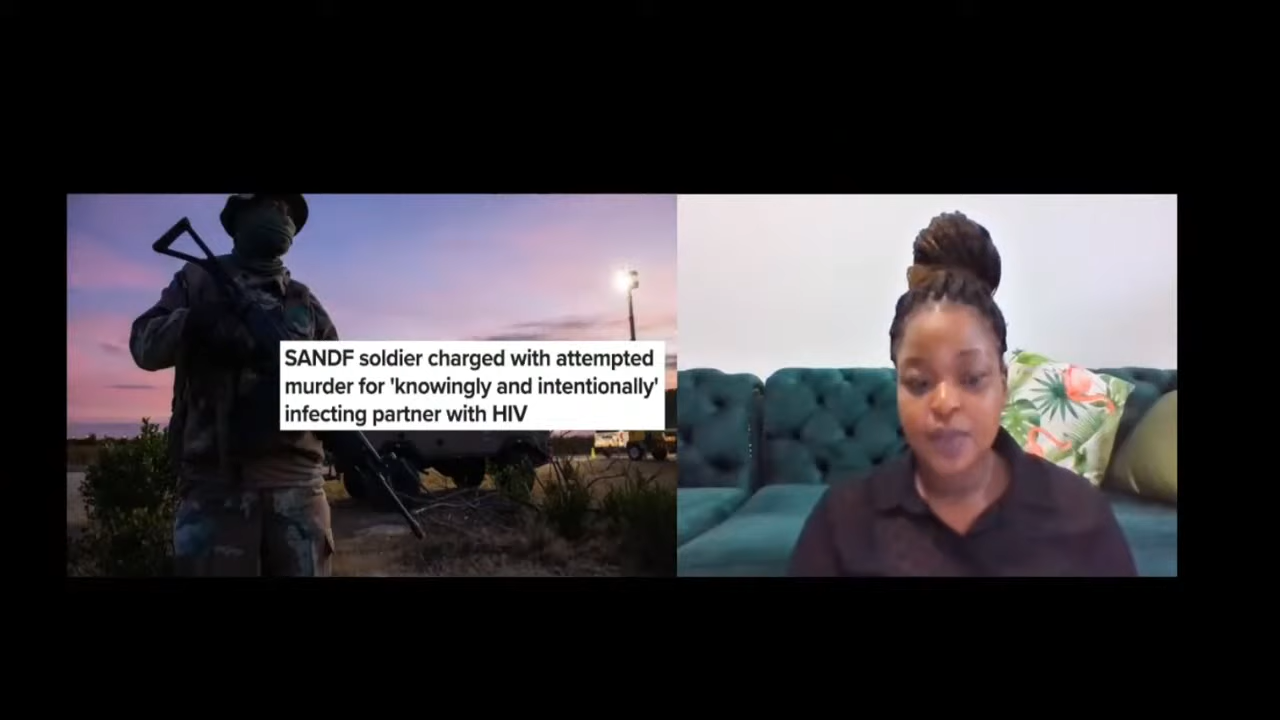 SANDF soldier charged with attempted
murder for 'knowingly and intentionally'
infecting partner with HIV